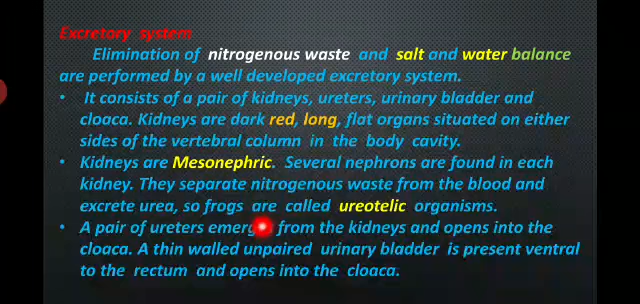 Excretory system
Elimination of nitrogenous waste and salt and water balance
are performed by a well developed excretory system.
• It consists of a pair of kidneys, ureters, urinary bladder and
cloaca. Kidneys are dark red, long, flat organs situated on either
sides of the vertebral column in the body cavity.
• Kidneys are Mesonephric. Several nephrons are found in each
kidney. They separate nitrogenous waste from the blood and
excrete urea, so frogs are called ureotelic organisms.
• A pair of ureters from the kidneys and opens into the
cloaca. A thin walled unpaired urinary bladder is present ventral
to the rectum and opens into the cloaca.